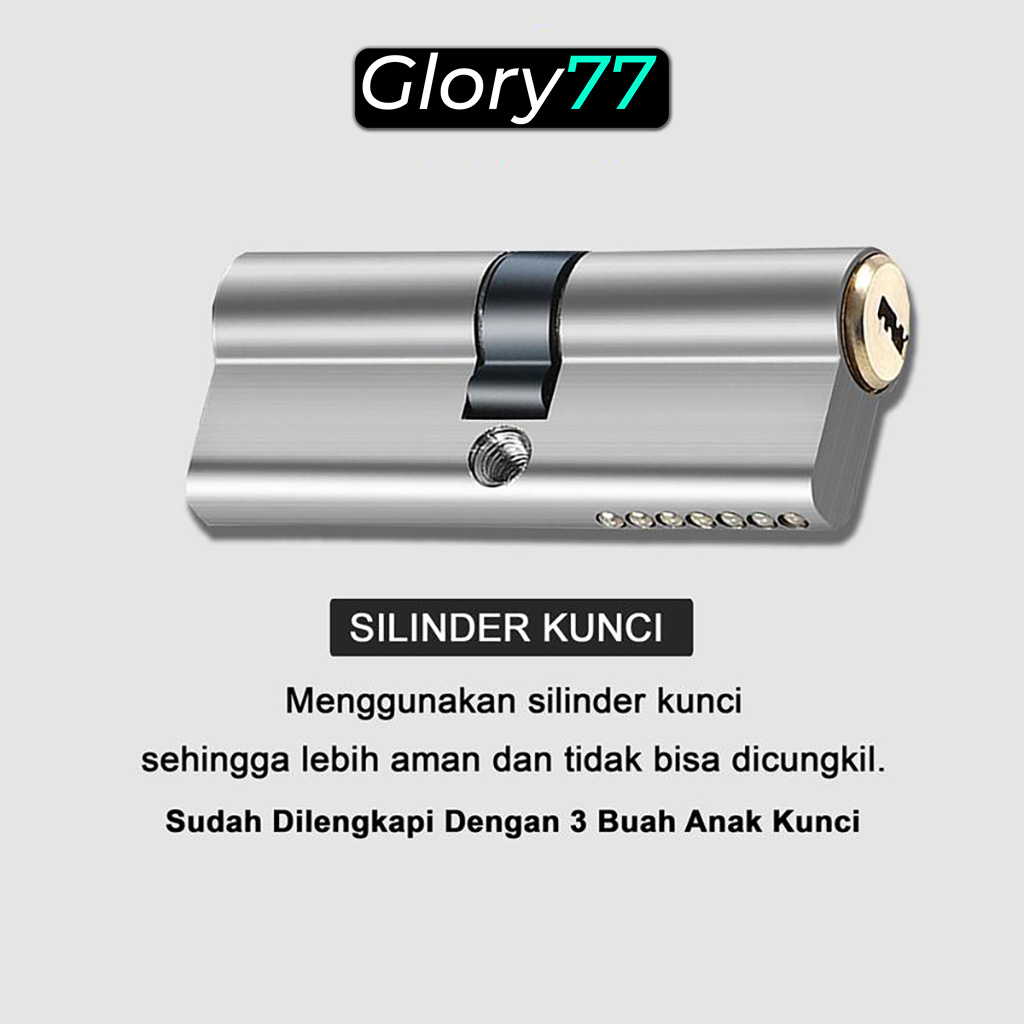 Glory77
SILINDER KUNCI
Menggunakan silinder kunci
sehingga lebih aman dan tidak bisa dicungkil.
Sudah Dilengkapi Dengan 3 Buah Anak Kunci